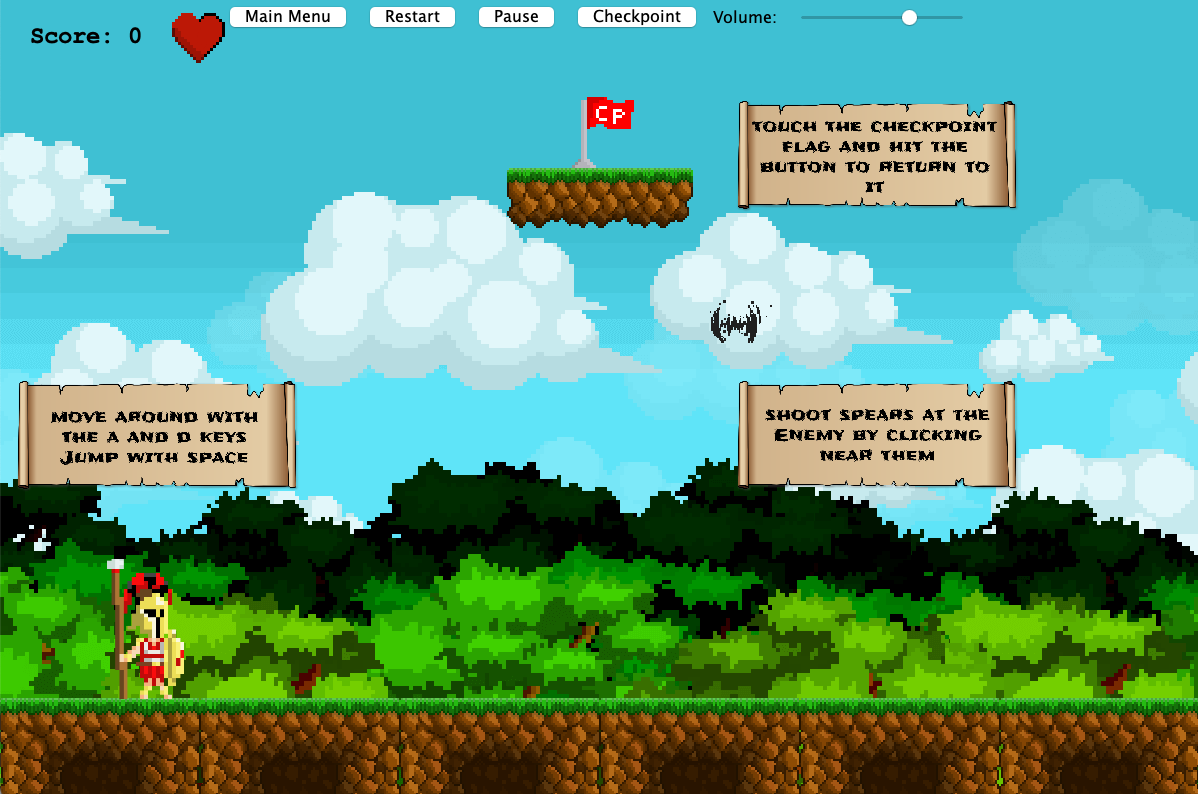 Main Menu
Restart
Pause
Checkpoint
Volume:
Score: 0
CP
TOUCH THE CHECKPOINT
FLAG AND HIT THE
BUTTON TO RETURN TO
IT
MOVE AROUND WITH
THE A AND D KEYS
JUMP WITH SPACE
SHOOT SPEARS AT THE
ENEMY BY CLICKING
NEAR THEM